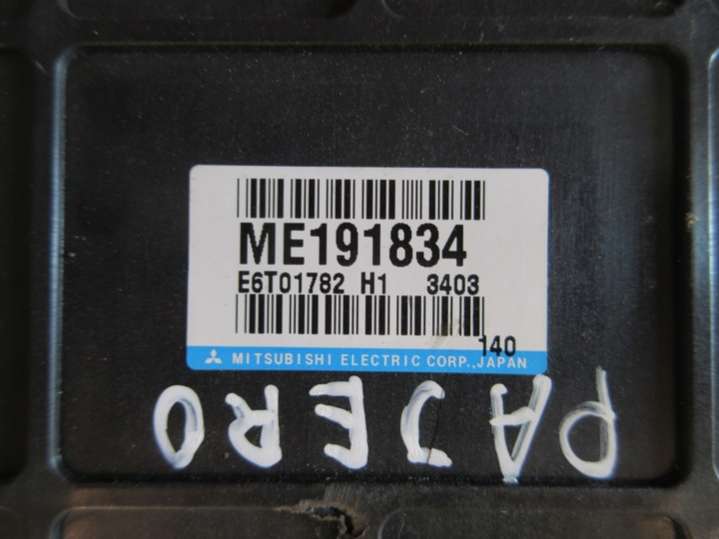 ME191834
E6T01782 H1 3403
140
MITSUBISHI ELECTRIC CORP.,JAPAN
PAJERO